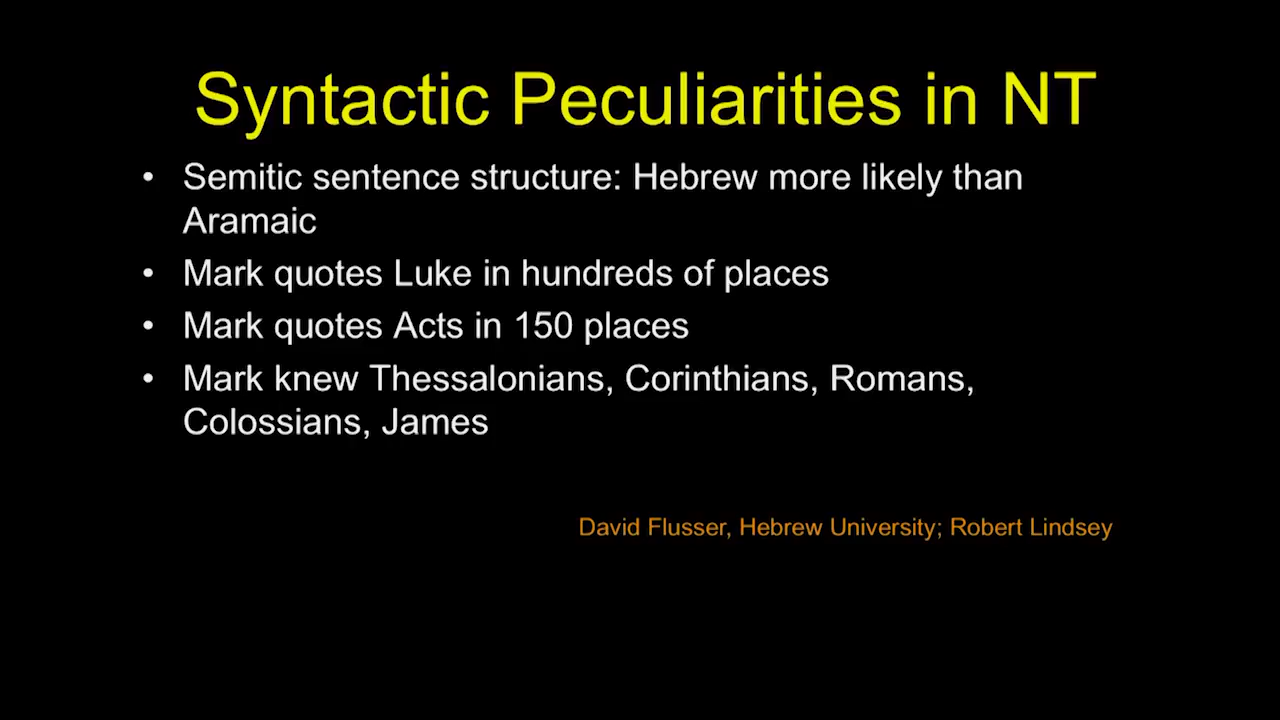 Syntactic Peculiarities in NT
• Semitic sentence structure: Hebrew more likely than
Aramaic
• Mark quotes Luke in hundreds of places
• Mark quotes Acts in 150 places
• Mark knew Thessalonians, Corinthians, Romans,
Colossians, James
David Flusser, Hebrew University; Robert Lindsey